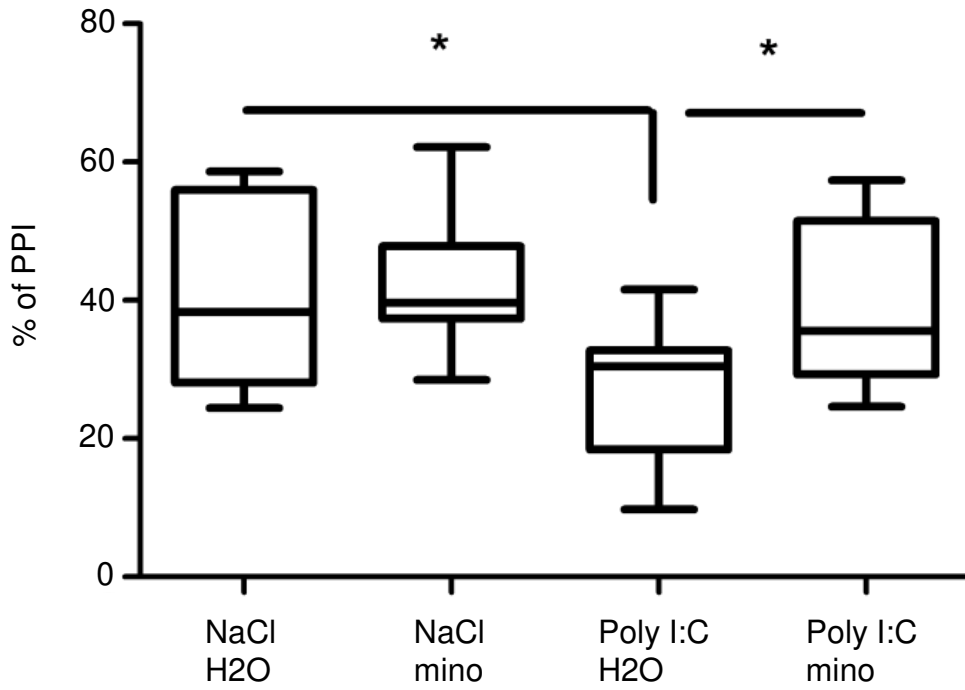 80
60
40
20
0
% of PPI
*
*
NaCl
H2O
NaCl
mino
Poly I:C
H2O
Poly I:C
mino